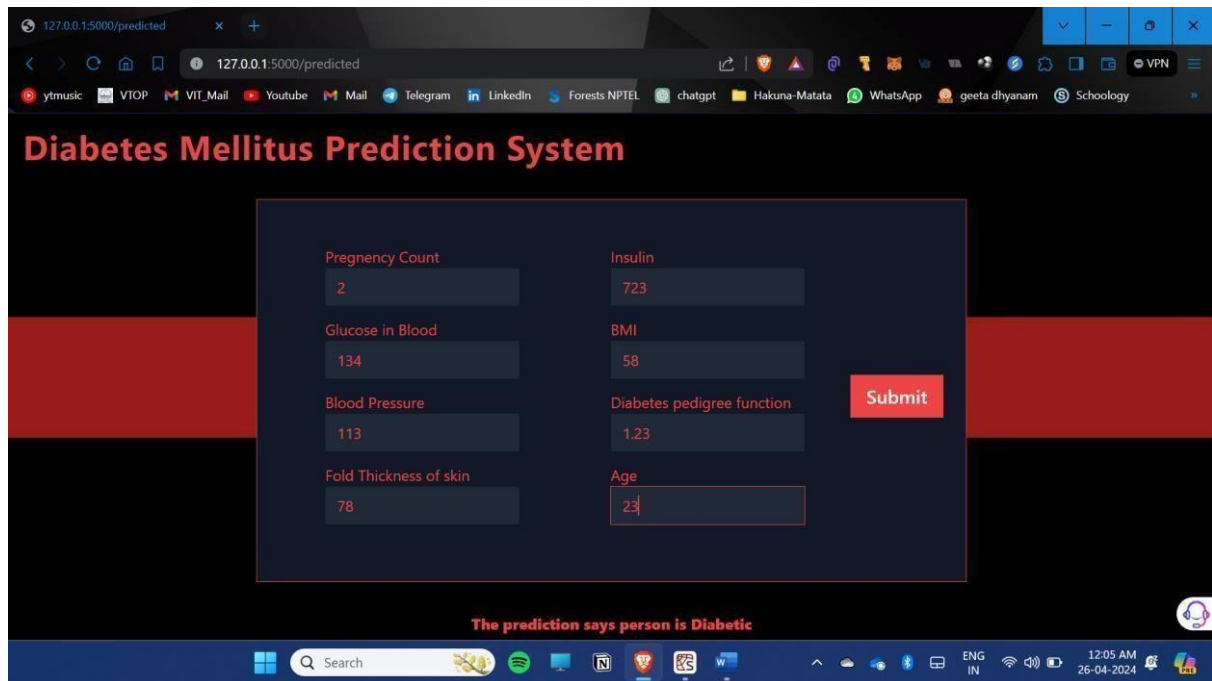 127.0.0.1:5000/predicted
127.0.0.1:5000/predicted VPN
ytmusic VTOP VIT_Mail Youtube Mail Telegram LinkedIn Forests NPTEL chatgpt Hakuna-Matata WhatsApp geeta dhyanam Schoology
Diabetes Mellitus Prediction System
Pregnency Count
2
Glucose in Blood
134
Blood Pressure
113
Fold Thickness of skin
78
Insulin
723
BMI
58
Diabetes pedigree function
1.23
Age
23
Submit
The prediction says person is Diabetic
Search
ENG
IN
12:05 AM
26-04-2024